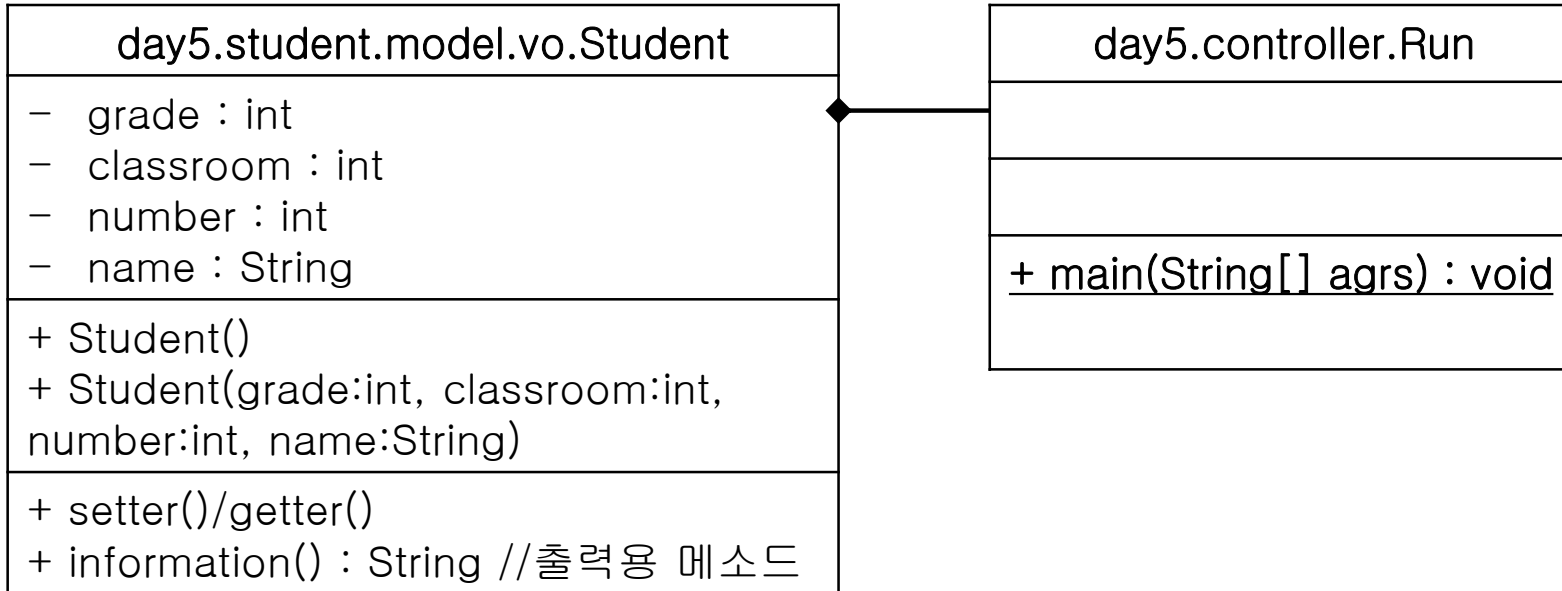 day5.student.model.vo.Student
- grade : int
- classroom : int
- number : int
- name : String
+ Student()
+ Student(grade:int, classroom:int,
number:int, name:String)
+ setter()/getter()
+ information() : String //출력용 메소드
day5.controller.Run
+ main(String[] agrs) : void